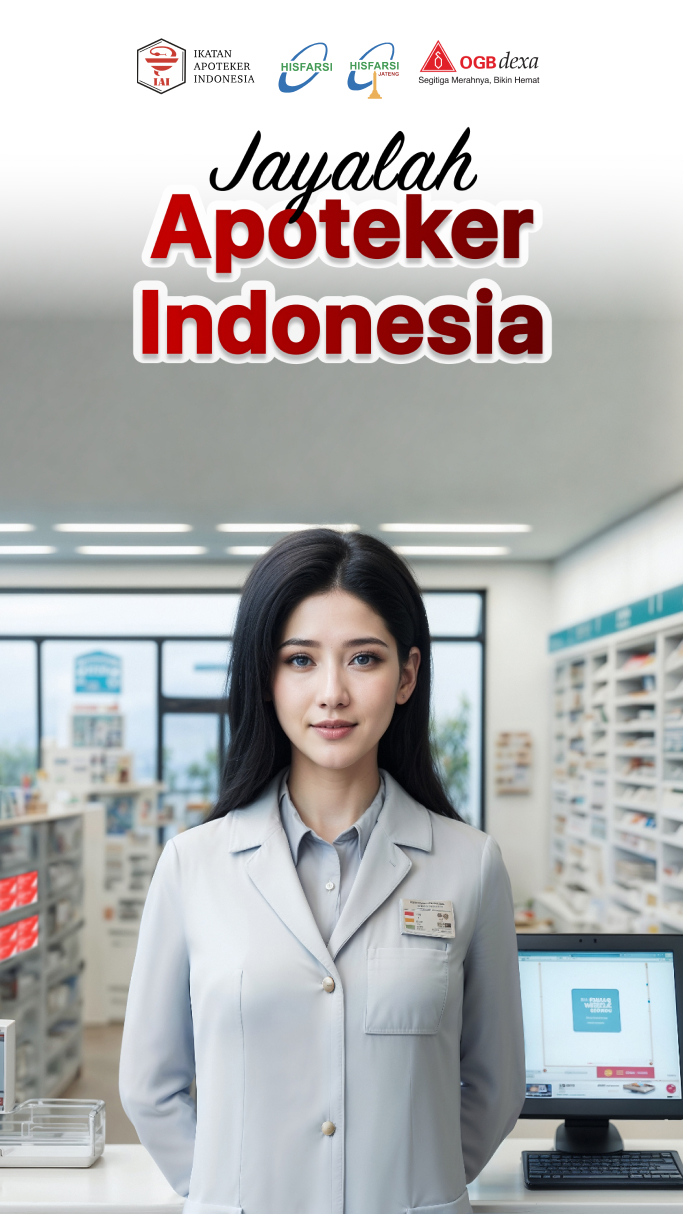 IKATAN
APOTEKER
INDONESIA
IAI
HISFARSI
HISFARSI
JATENG
OGB dexa
Segitiga Merahnya, Bikin Hemat
Jayalah
Apoteker
Indonesia